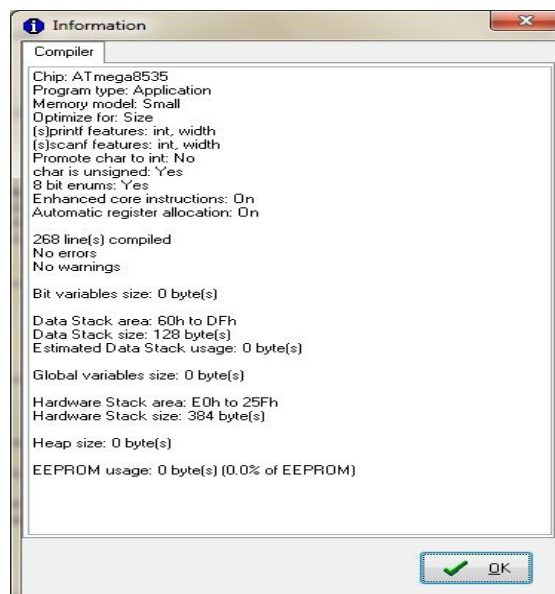 Information
Compiler
Chip: ATmega8535
Program type: Application
Memory model: Small
Optimize for: Size
(s)printf features: int, width
(s)scanf features: int, width
Promote char to int: No
char is unsigned: Yes
8 bit enums: Yes
Enhanced core instructions: On
Automatic register allocation: On
268 line(s) compiled
No errors
No warnings
Bit variables size: 0 byte(s)
Data Stack area: 60h to DFh
Data Stack size: 128 byte(s)
Estimated Data Stack usage: 0 byte(s)
Global variables size: 0 byte(s)
Hardware Stack area: E0h to 25Fh
Hardware Stack size: 384 byte(s)
Heap size: 0 byte(s)
EEPROM usage: 0 byte(s) (0.0% of EEPROM)
OK